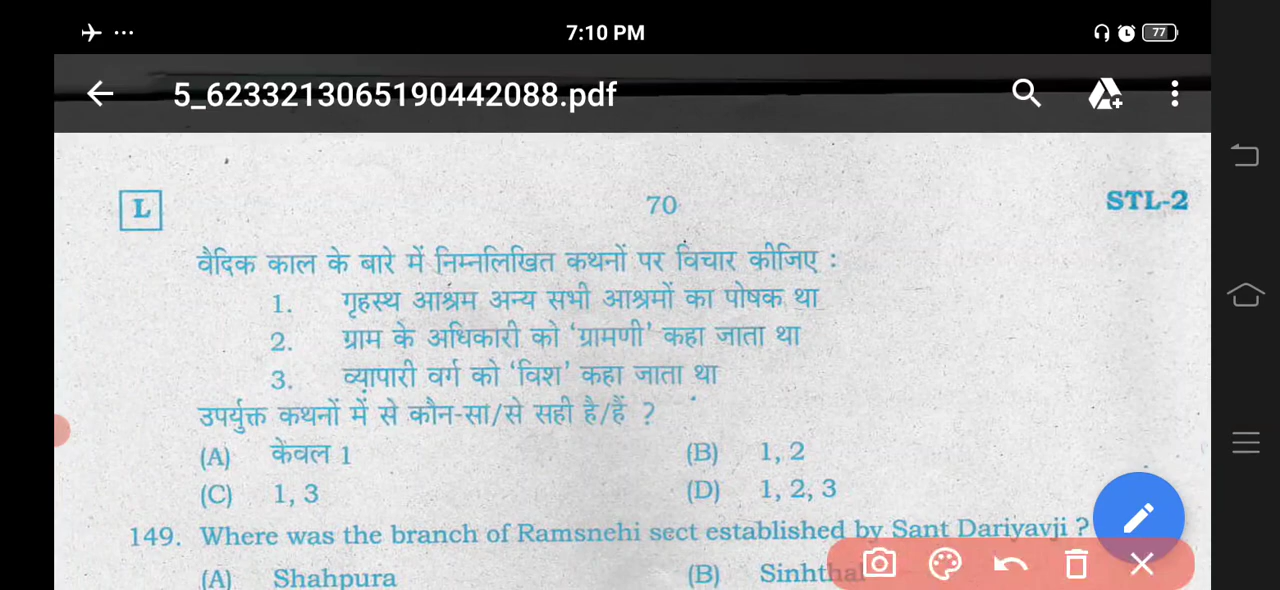 7:10 PM
77
5_6233213065190442088.pdf
L 70 STL-2
वैदिक काल के बारे में निम्नलिखित कथनों पर विचार कीजिए :
1. गृहस्थ आश्रम अन्य सभी आश्रमों का पोषक था
2. ग्राम के अधिकारी को ‘ग्रामणी’ कहा जाता था
3. व्यापारी वर्ग को ‘विश’ कहा जाता था
उपर्युक्त कथनों में से कौन-सा/से सही है/हैं ?
(A) केवल 1 (B) 1, 2
(C) 1, 3 (D) 1, 2, 3
149. Where was the branch of Ramsnehi sect established by Sant Dariyavji ?
(A) Shahpura (B) Sinhthal